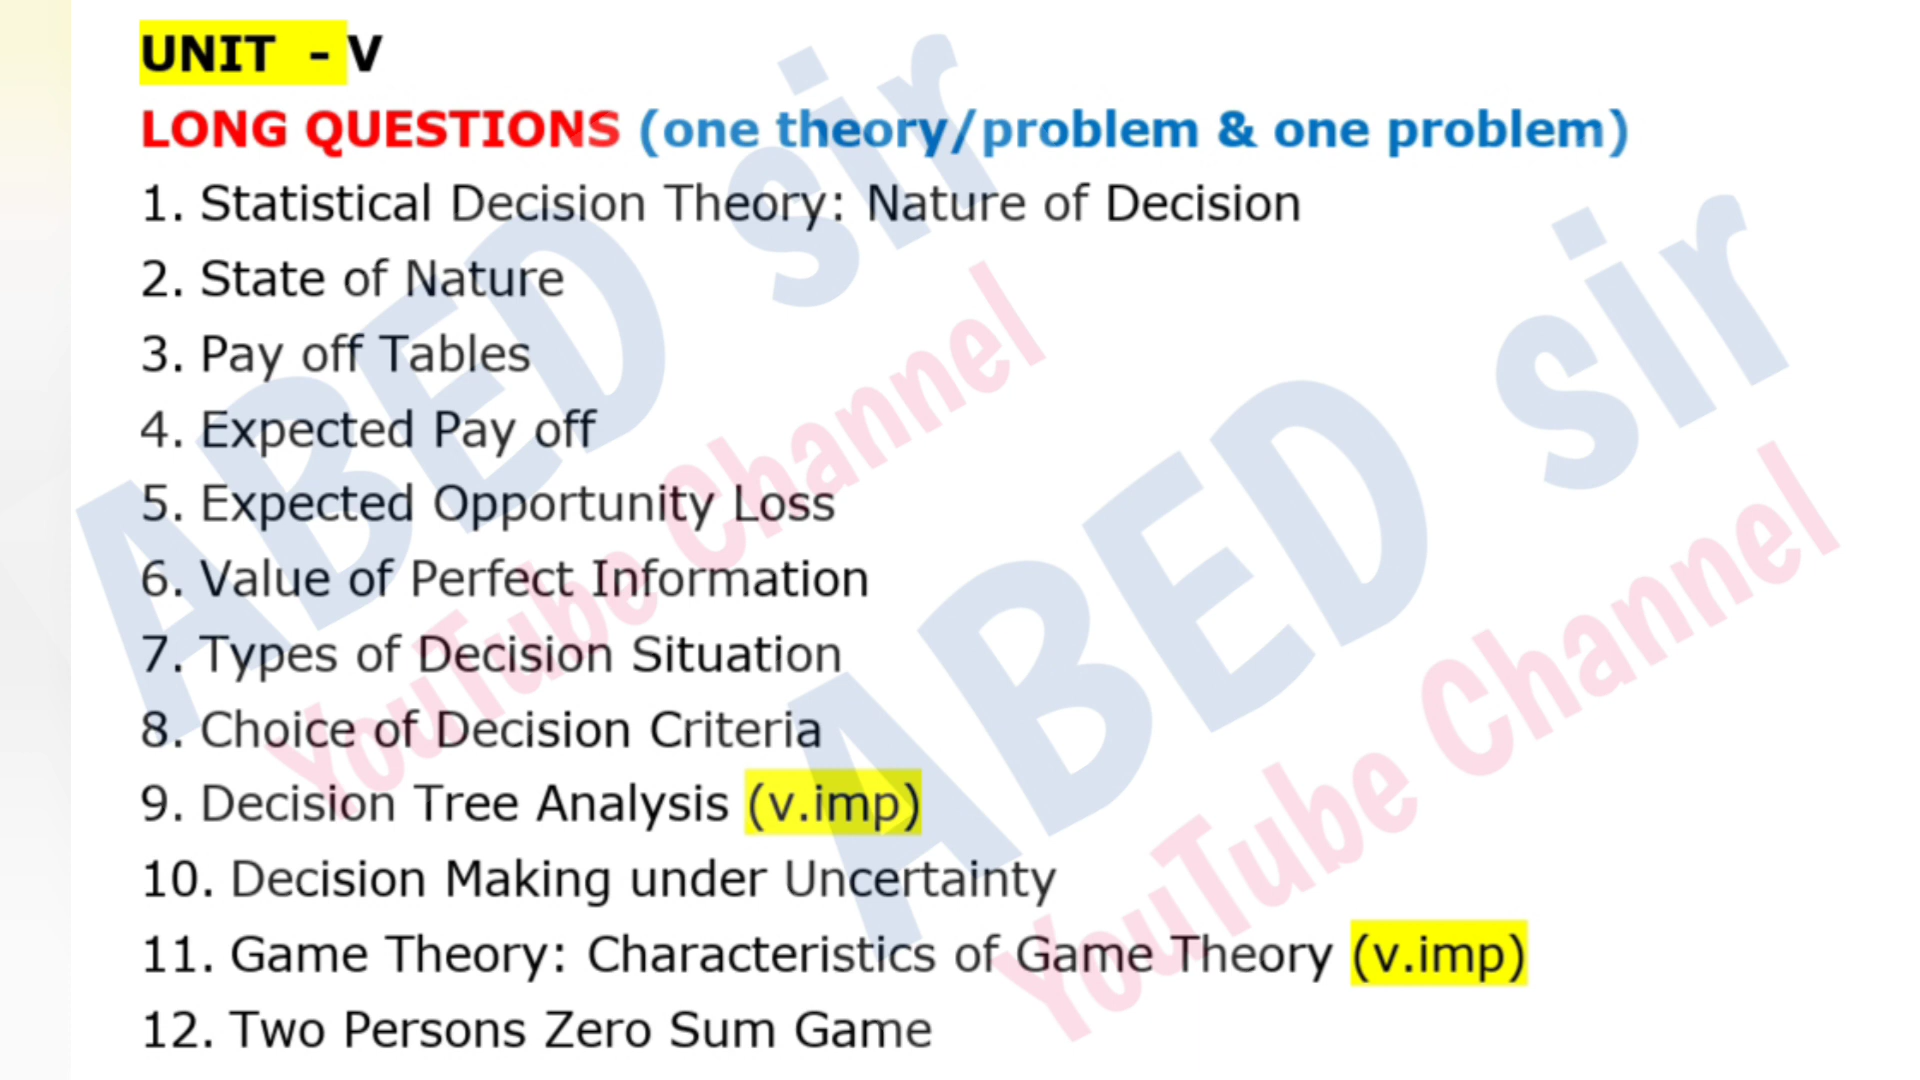 UNIT - V
LONG QUESTIONS (one theory/problem & one problem)
1. Statistical Decision Theory: Nature of Decision
2. State of Nature
3. Pay off Tables
4. Expected Pay off
5. Expected Opportunity Loss
6. Value of Perfect Information
7. Types of Decision Situation
8. Choice of Decision Criteria
9. Decision Tree Analysis (v.imp)
10. Decision Making under Uncertainty
11. Game Theory: Characteristics of Game Theory (v.imp)
12. Two Persons Zero Sum Game
ABED sir
YouTube Channel
ABED sir
YouTube Channel